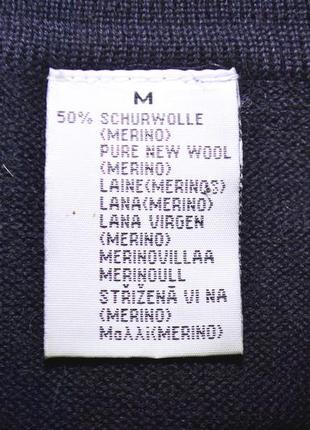 M
50% SCHURWOLLE
(MERINO)
PURE NEW WOOL
(MERINO)
LAINE(MERINOS)
LANA(MERINO)
LANA VIRGEN
(MERINO)
MERINOVILLAA
MERINOULL
STŘIŽENÁ VI NA
(MERINO)
Μαλλί(MERINO)